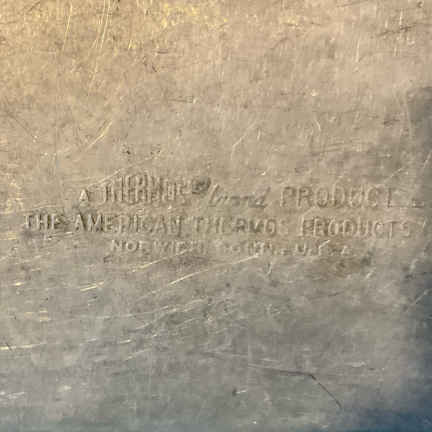 A THERMOS® brand PRODUCT
THE AMERICAN THERMOS PRODUCTS
NORWICH, CONN., U.S.A.